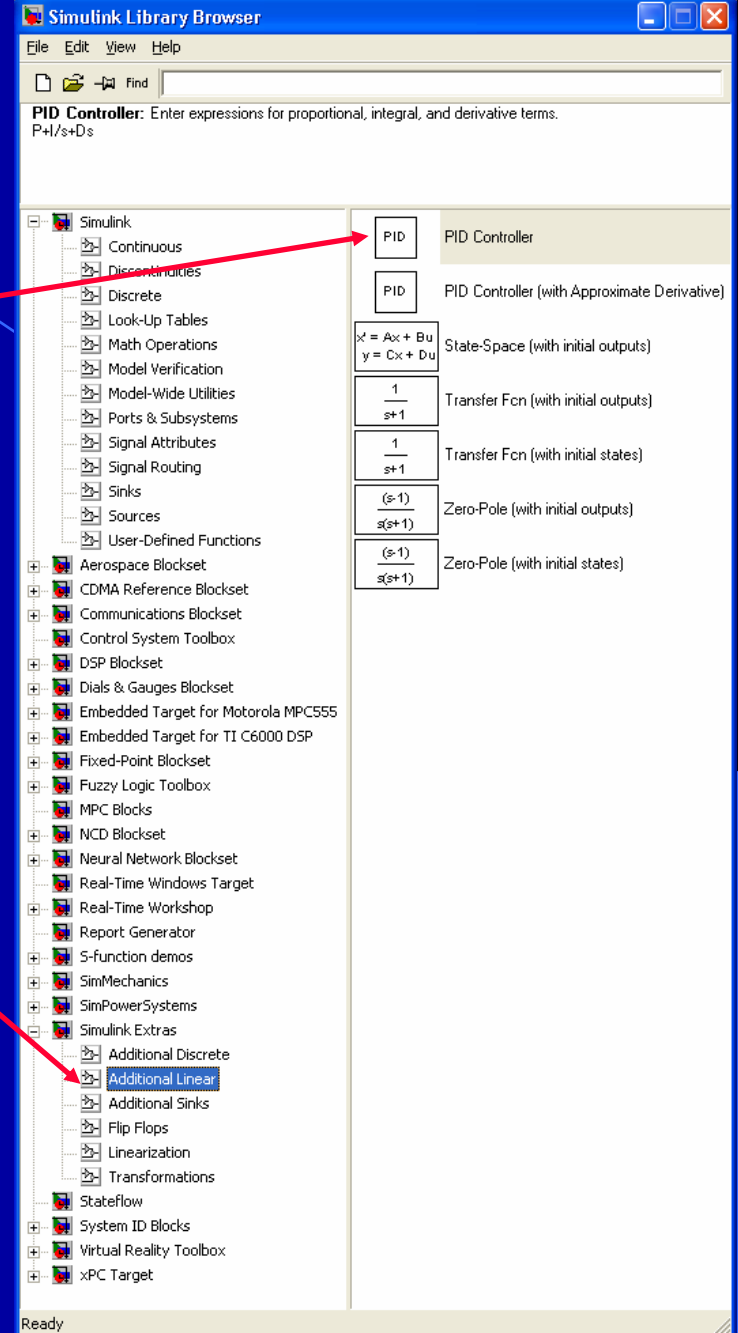 Simulink Library Browser
File Edit View Help
Find
PID Controller: Enter expressions for proportional, integral, and derivative terms.
P+I/s+Ds
Simulink
Continuous
Discontinuities
Discrete
Look-Up Tables
Math Operations
Model Verification
Model-Wide Utilities
Ports & Subsystems
Signal Attributes
Signal Routing
Sinks
Sources
User-Defined Functions
Aerospace Blockset
CDMA Reference Blockset
Communications Blockset
Control System Toolbox
DSP Blockset
Dials & Gauges Blockset
Embedded Target for Motorola MPC555
Embedded Target for TI C6000 DSP
Fixed-Point Blockset
Fuzzy Logic Toolbox
MPC Blocks
NCD Blockset
Neural Network Blockset
Real-Time Windows Target
Real-Time Workshop
Report Generator
S-function demos
SimMechanics
SimPowerSystems
Simulink Extras
Additional Discrete
Additional Linear
Additional Sinks
Flip Flops
Linearization
Transformations
Stateflow
System ID Blocks
Virtual Reality Toolbox
xPC Target
PID PID Controller
PID PID Controller (with Approximate Derivative)
x' = Ax + Bu
y = Cx + Du
State-Space (with initial outputs)
1
s+1
Transfer Fcn (with initial outputs)
1
s+1
Transfer Fcn (with initial states)
(s-1)
s(s+1)
Zero-Pole (with initial outputs)
(s-1)
s(s+1)
Zero-Pole (with initial states)
Ready